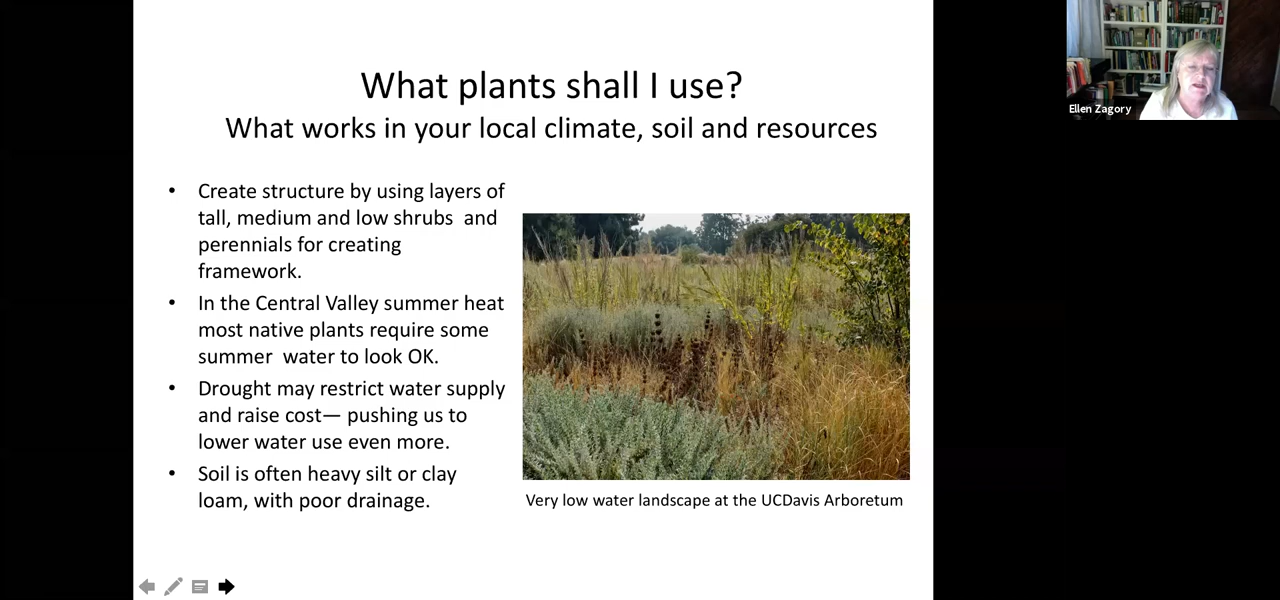 What plants shall I use?
What works in your local climate, soil and resources
• Create structure by using layers of
tall, medium and low shrubs  and
perennials for creating
framework.
• In the Central Valley summer heat
most native plants require some
summer  water to look OK.
• Drought may restrict water supply
and raise cost— pushing us to
lower water use even more.
• Soil is often heavy silt or clay
loam, with poor drainage.
Very low water landscape at the UCDavis Arboretum
Ellen Zagory